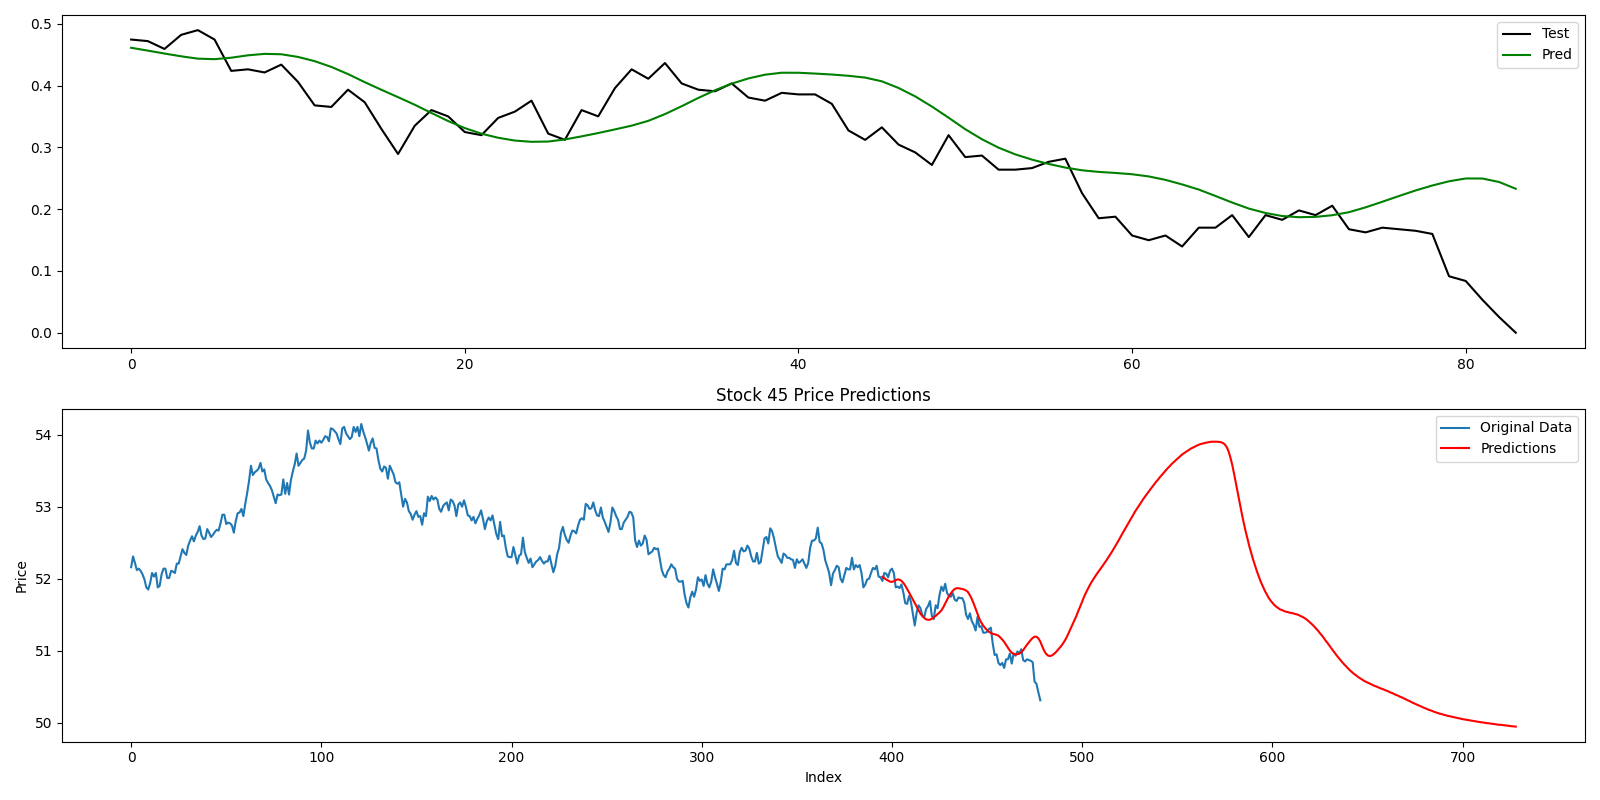 0.5
0.4
0.3
0.2
0.1
0.0
Test
Pred
0 20 40 60 80
Stock 45 Price Predictions
Price
54
53
52
51
50
Original Data
Predictions
0 100 200 300 400 500 600 700
Index